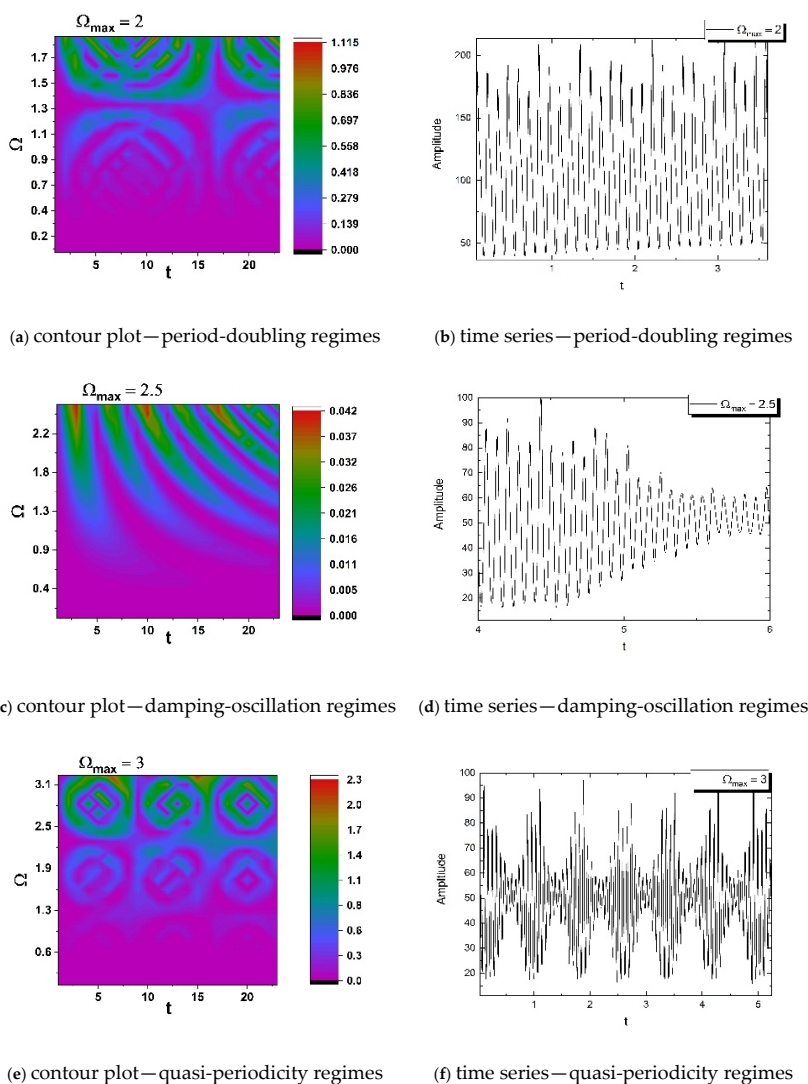 Ωmax = 2
1.7
1.5
1.3
1.1
0.9
0.7
0.4
0.2
Ω
5 10 15 20
t
1.115
0.976
0.836
0.697
0.568
0.418
0.279
0.139
0.000
Ωmax = 2
200
150
100
50
Amplitude
1 2 3
t
(a) contour plot—period-doubling regimes
(b) time series—period-doubling regimes
Ωmax = 2.5
2.2
1.8
1.3
0.9
0.4
Ω
5 10 15 20
t
0.042
0.037
0.032
0.026
0.021
0.016
0.011
0.005
0.000
Ωmax = 2.5
100
90
80
70
60
50
40
30
20
Amplitude
4 5 6
t
c) contour plot—damping-oscillation regimes
(d) time series—damping-oscillation regimes
Ωmax = 3
3.1
2.5
1.9
1.3
0.6
Ω
5 10 15 20
t
2.3
2.0
1.7
1.4
1.2
0.9
0.6
0.3
0.0
Ωmax = 3
100
90
80
70
60
50
40
30
20
Amplitude
1 2 3 4 5
t
(e) contour plot—quasi-periodicity regimes
(f) time series—quasi-periodicity regimes